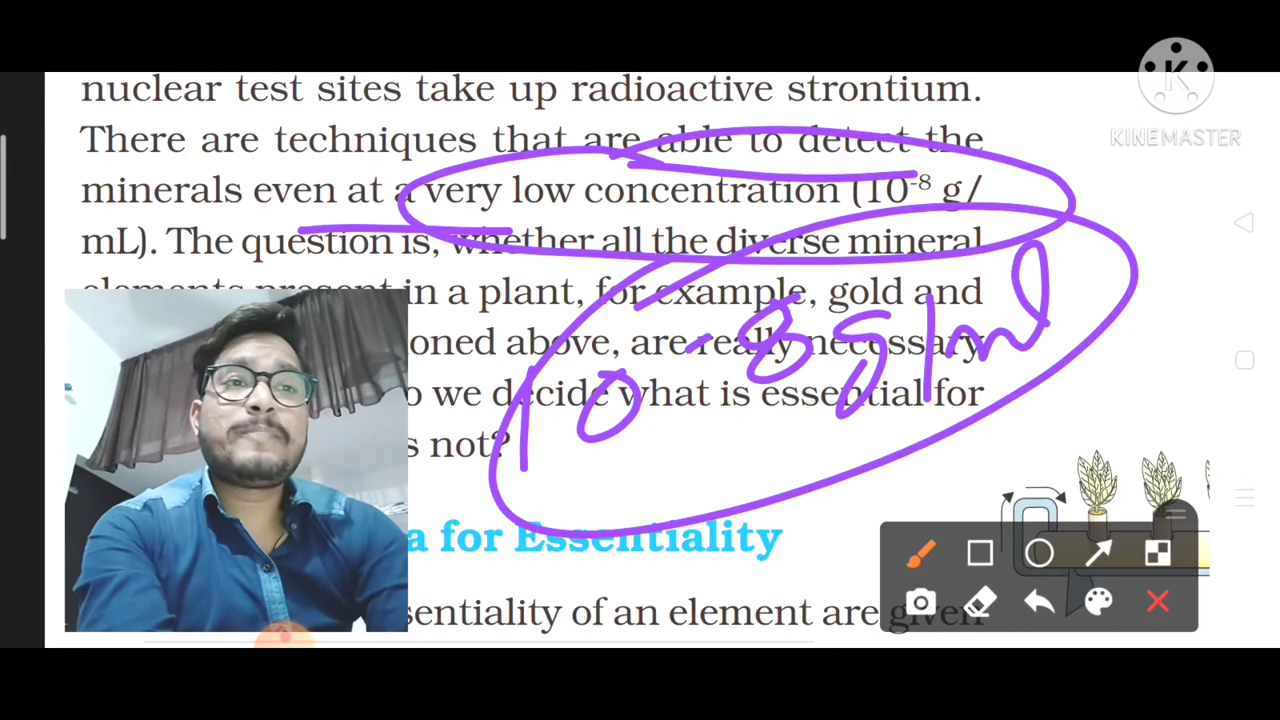 nuclear test sites take up radioactive strontium.
There are techniques that are able to detect the
minerals even at a very low concentration (10⁻⁸ g/
mL). The question is, whether all the diverse mineral
elements present in a plant, for example, gold and
oned above, are really necessary
o we decide what is essential for
s not?
10⁻⁸g/ml
a for Essentiality
sentiality of an element are given
K
KINEMASTER